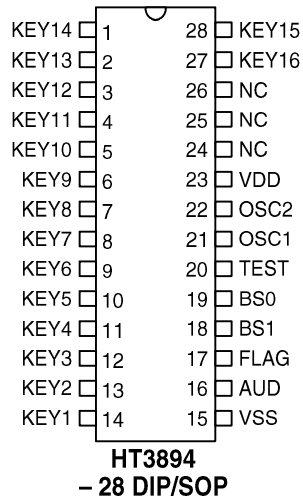 KEY14 1 28 KEY15
KEY13 2 27 KEY16
KEY12 3 26 NC
KEY11 4 25 NC
KEY10 5 24 NC
KEY9 6 23 VDD
KEY8 7 22 OSC2
KEY7 8 21 OSC1
KEY6 9 20 TEST
KEY5 10 19 BS0
KEY4 11 18 BS1
KEY3 12 17 FLAG
KEY2 13 16 AUD
KEY1 14 15 VSS
HT3894
– 28 DIP/SOP